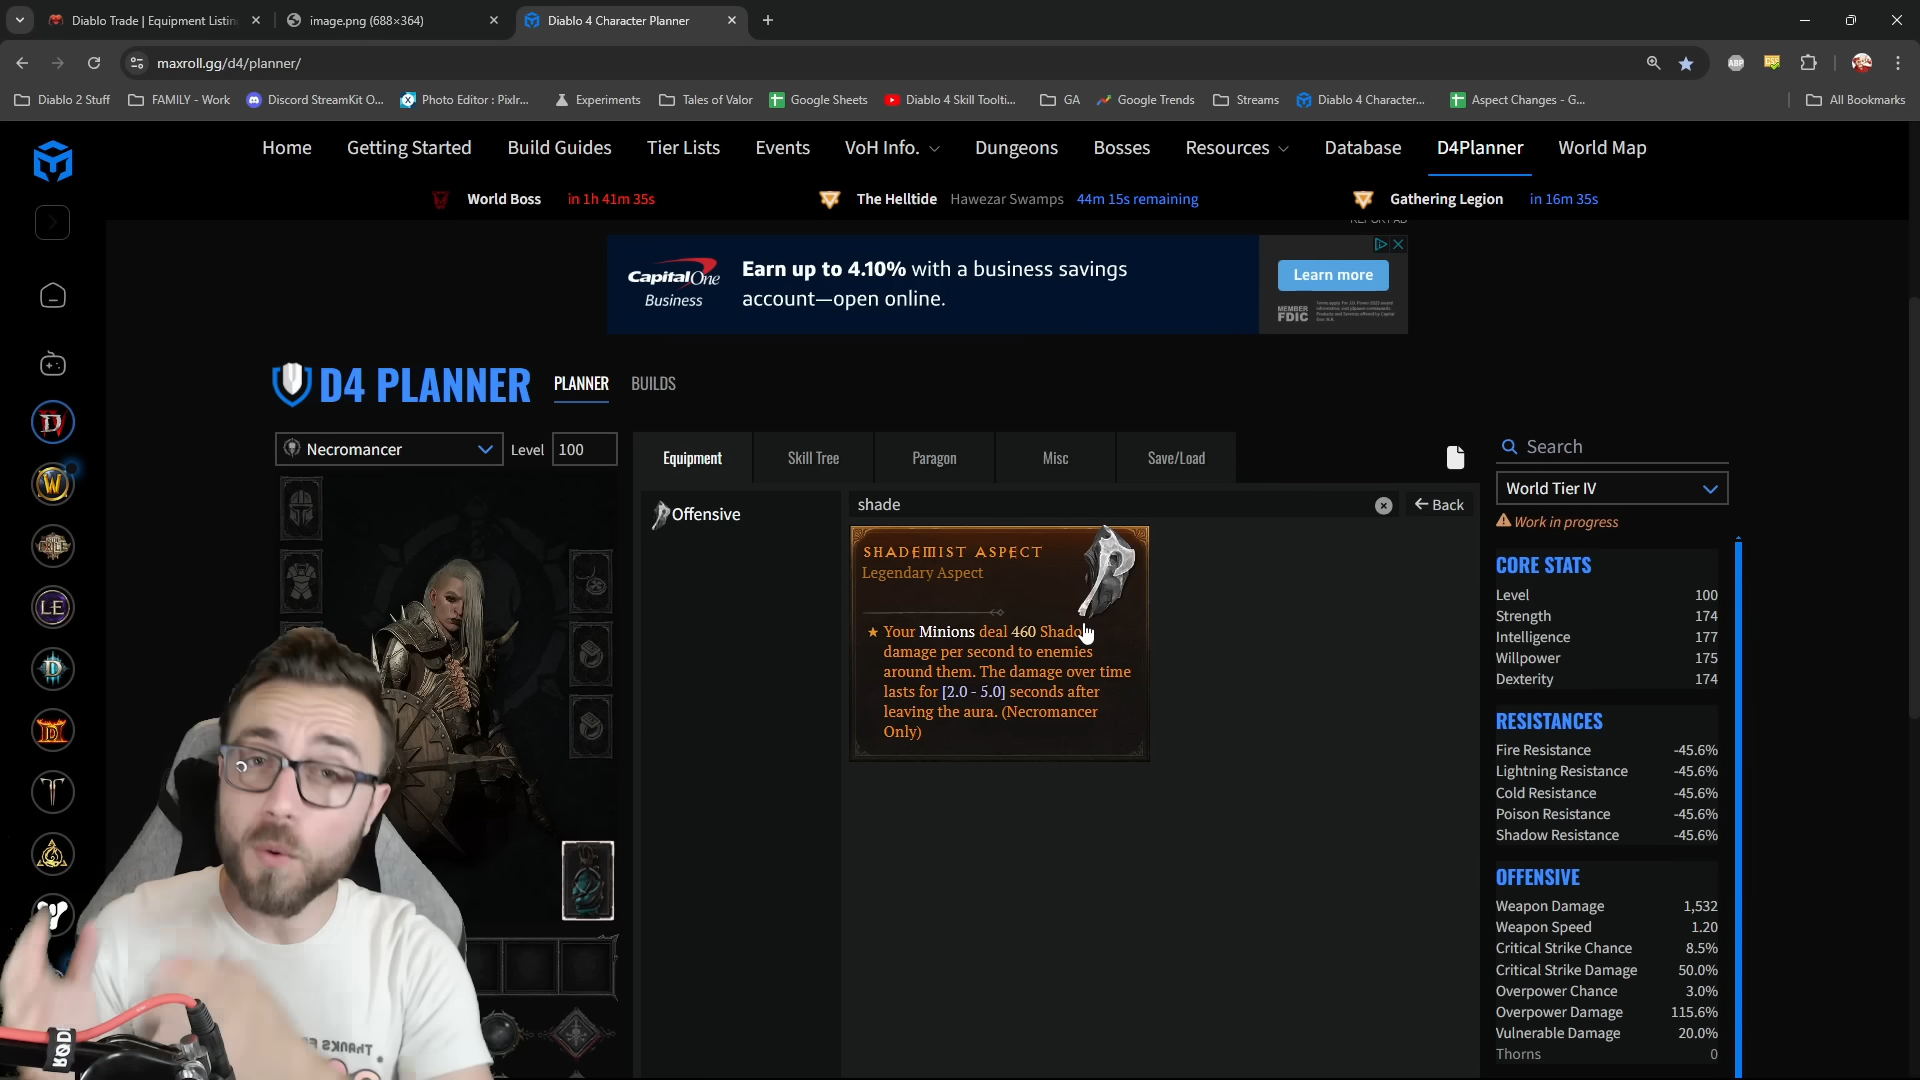 Diablo Trade | Equipment Listin
image.png (688×364)
Diablo 4 Character Planner
maxroll.gg/d4/planner/
Diablo 2 Stuff
FAMILY - Work
Discord StreamKit O...
Photo Editor : Pixlr...
Experiments
Tales of Valor
Google Sheets
Diablo 4 Skill Toolti...
GA
Google Trends
Streams
Diablo 4 Character...
Aspect Changes - G...
All Bookmarks
Home
Getting Started
Build Guides
Tier Lists
Events
VoH Info.
Dungeons
Bosses
Resources
Database
D4Planner
World Map
World Boss in 1h 41m 35s
The Helltide Hawezar Swamps 44m 15s remaining
Gathering Legion in 16m 35s
Capital One
Business
Earn up to 4.10% with a business savings
account—open online.
Learn more
MEMBER
FDIC
D4 PLANNER
PLANNER
BUILDS
Necromancer
Level 100
Equipment
Skill Tree
Paragon
Misc
Save/Load
Offensive
shade
Back
SHADEMIST ASPECT
Legendary Aspect
Your Minions deal 460 Shado
damage per second to enemies
around them. The damage over time
lasts for [2.0 - 5.0] seconds after
leaving the aura. (Necromancer
Only)
Search
World Tier IV
Work in progress
CORE STATS
Level 100
Strength 174
Intelligence 177
Willpower 175
Dexterity 174
RESISTANCES
Fire Resistance -45.6%
Lightning Resistance -45.6%
Cold Resistance -45.6%
Poison Resistance -45.6%
Shadow Resistance -45.6%
OFFENSIVE
Weapon Damage 1,532
Weapon Speed 1.20
Critical Strike Chance 8.5%
Critical Strike Damage 50.0%
Overpower Chance 3.0%
Overpower Damage 115.6%
Vulnerable Damage 20.0%
Thorns 0
ABP
LE
THANKS